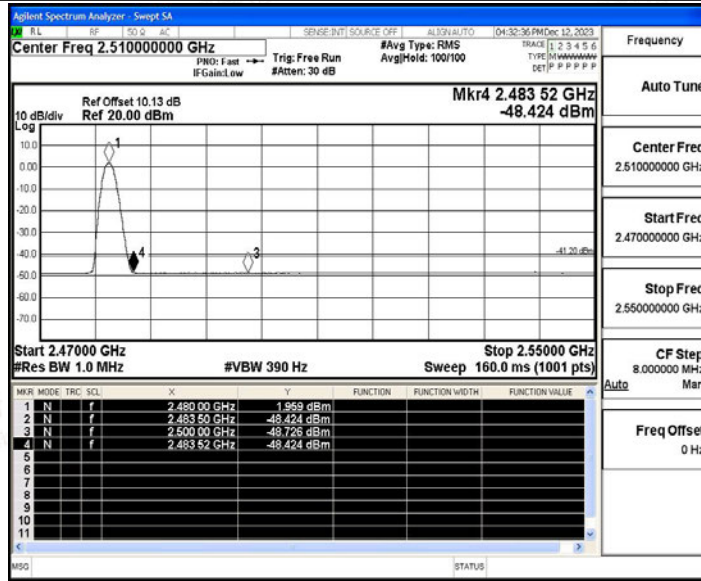 Agilent Spectrum Analyzer - Swept SA
RL RF 50 Ω AC SENSE:INT SOURCE OFF ALIGNAUTO 04:32:36 PM Dec 12, 2023
Center Freq 2.510000000 GHz
PNO: Fast
IFGain:Low
Trig: Free Run
#Atten: 30 dB
#Avg Type: RMS
Avg|Hold: 100/100
TRACE 1 2 3 4 5 6
TYPE M WWWWW
DET P P P P P P
Mkr4 2.483 52 GHz
-48.424 dBm
Ref Offset 10.13 dB
10 dB/div Ref 20.00 dBm
Log
10.0
0.00
-10.0
-20.0
-30.0
-40.0
-50.0
-60.0
-70.0
1
4
3
-41.20 dBm
Start 2.47000 GHz Stop 2.55000 GHz
#Res BW 1.0 MHz #VBW 390 Hz Sweep 160.0 ms (1001 pts)
MKR MODE TRC SCL X Y FUNCTION FUNCTION WIDTH FUNCTION VALUE
1 N f 2.480 00 GHz 1.959 dBm
2 N f 2.483 50 GHz -48.424 dBm
3 N f 2.500 00 GHz -48.726 dBm
4 N f 2.483 52 GHz -48.424 dBm
5
6
7
8
9
10
11
MSG STATUS
Frequency
Auto Tune
Center Freq
2.510000000 GHz
Start Freq
2.470000000 GHz
Stop Freq
2.550000000 GHz
CF Step
8.000000 MHz
Auto Man
Freq Offset
0 Hz